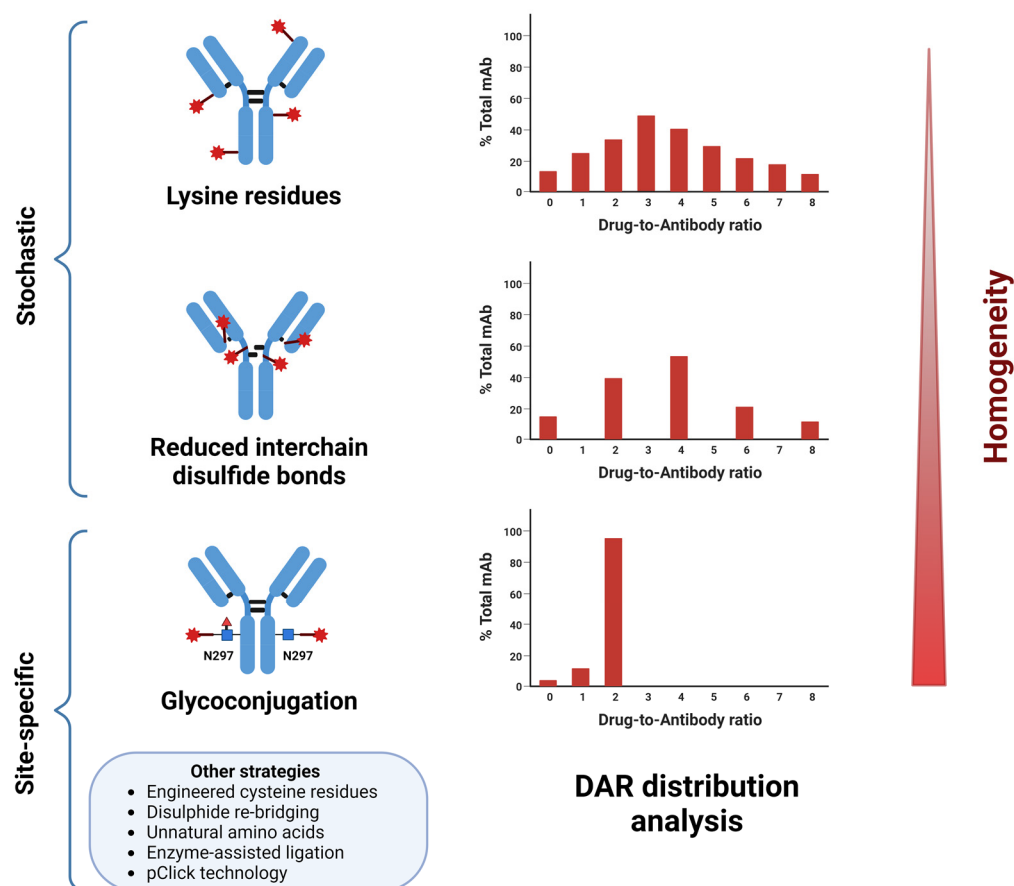 Stochastic
Lysine residues
% Total mAb
100
80
60
40
20
0
0 1 2 3 4 5 6 7 8
Drug-to-Antibody ratio
Reduced interchain
disulfide bonds
% Total mAb
100
80
60
40
20
0
0 1 2 3 4 5 6 7 8
Drug-to-Antibody ratio
Site-specific
N297 N297
Glycoconjugation
% Total mAb
100
80
60
40
20
0
0 1 2 3 4 5 6 7 8
Drug-to-Antibody ratio
Other strategies
• Engineered cysteine residues
• Disulphide re-bridging
• Unnatural amino acids
• Enzyme-assisted ligation
• pClick technology
DAR distribution
analysis
Homogeneity